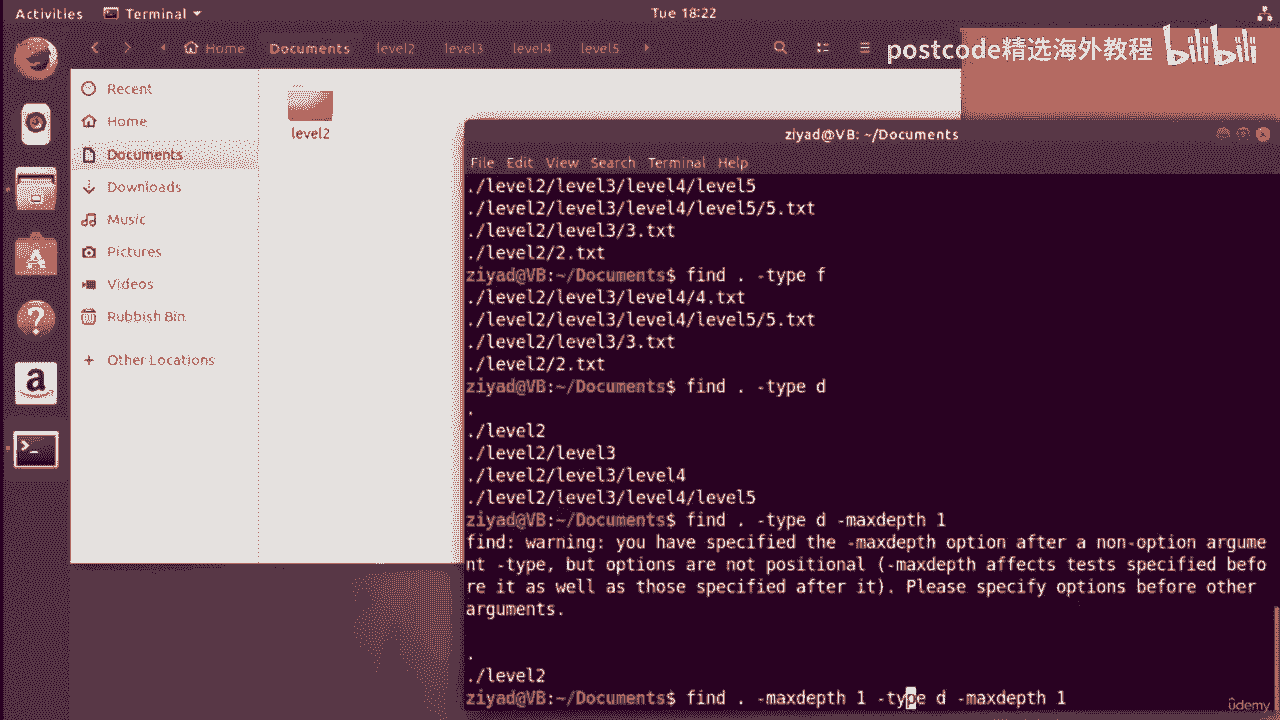 Activities Terminal Tue 18:22
Home Documents level2 level3 level4 level5
postcode精选海外教程 bilibili
Recent
Home
Documents
Downloads
Music
Pictures
Videos
Rubbish Bin
Other Locations
level2
ziyad@VB: ~/Documents
File Edit View Search Terminal Help
./level2/level3/level4/level5
./level2/level3/level4/level5/5.txt
./level2/level3/3.txt
./level2/2.txt
ziyad@VB:~/Documents$ find . -type f
./level2/level3/level4/4.txt
./level2/level3/level4/level5/5.txt
./level2/level3/3.txt
./level2/2.txt
ziyad@VB:~/Documents$ find . -type d
.
./level2
./level2/level3
./level2/level3/level4
./level2/level3/level4/level5
ziyad@VB:~/Documents$ find . -type d -maxdepth 1
find: warning: you have specified the -maxdepth option after a non-option argume
nt -type, but options are not positional (-maxdepth affects tests specified befo
re it as well as those specified after it). Please specify options before other
arguments.
.
./level2
ziyad@VB:~/Documents$ find . -maxdepth 1 -type d -maxdepth 1
ûdemy